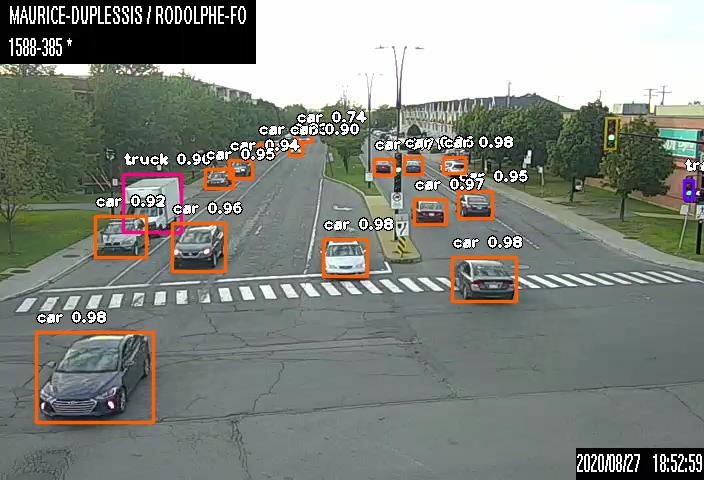 MAURICE-DUPLESSIS / RODOLPHE-FO
1588-385 *
car 0.74
car 0.90
car 0.94
car 0.95
truck 0.90
car 0.98
car 0.95
car 0.97
car 0.92
car 0.96
car 0.98
car 0.98
car 0.98
2020/08/27 18:52:59